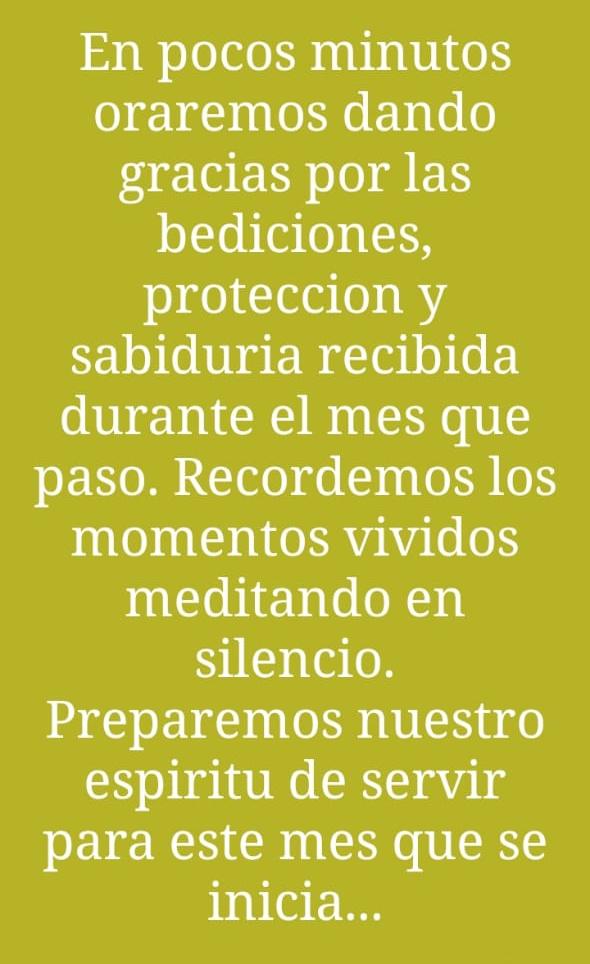 En pocos minutos
oraremos dando
gracias por las
bediciones,
proteccion y
sabiduria recibida
durante el mes que
paso. Recordemos los
momentos vividos
meditando en
silencio.
Preparemos nuestro
espiritu de servir
para este mes que se
inicia...